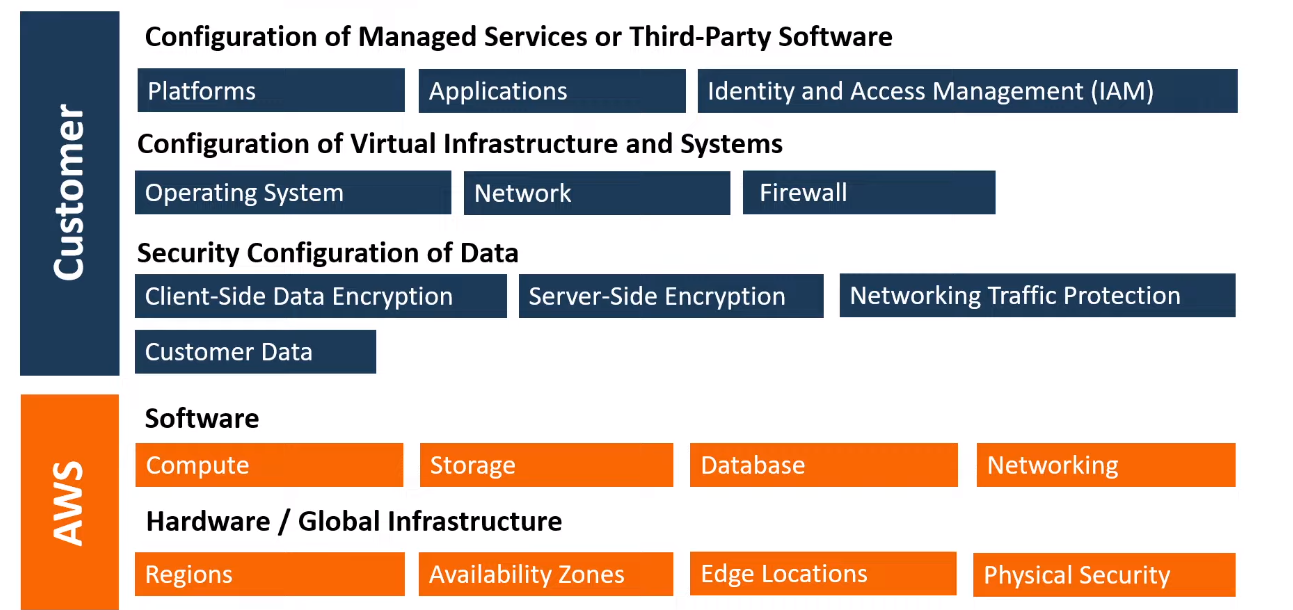 Customer
Configuration of Managed Services or Third-Party Software
Platforms
Applications
Identity and Access Management (IAM)
Configuration of Virtual Infrastructure and Systems
Operating System
Network
Firewall
Security Configuration of Data
Client-Side Data Encryption
Server-Side Encryption
Networking Traffic Protection
Customer Data
AWS
Software
Compute
Storage
Database
Networking
Hardware / Global Infrastructure
Regions
Availability Zones
Edge Locations
Physical Security